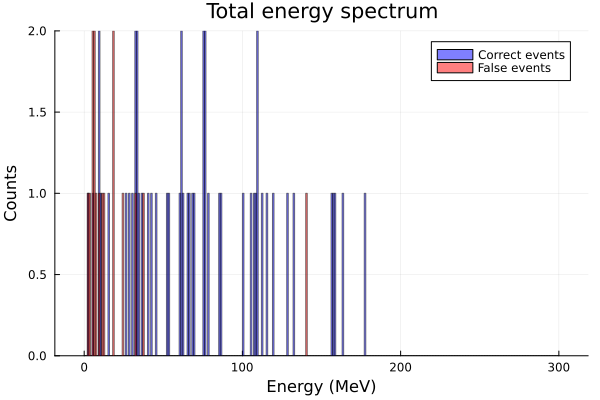 Total energy spectrum
2.0
1.5
1.0
0.5
0.0
Counts
Correct events
False events
0 100 200 300
Energy (MeV)